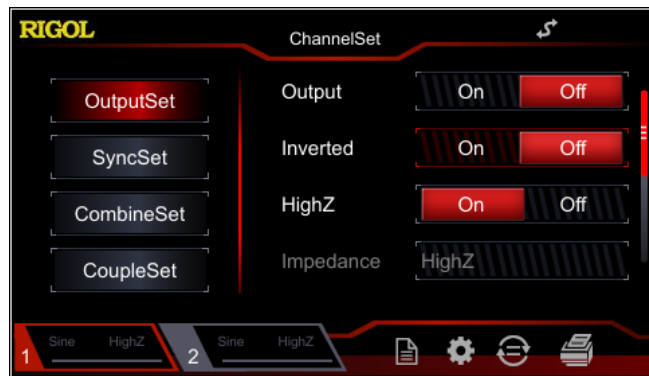 RIGOL
ChannelSet
OutputSet
SyncSet
CombineSet
CoupleSet
Output On Off
Inverted On Off
HighZ On Off
Impedance HighZ
1 Sine HighZ
2 Sine HighZ